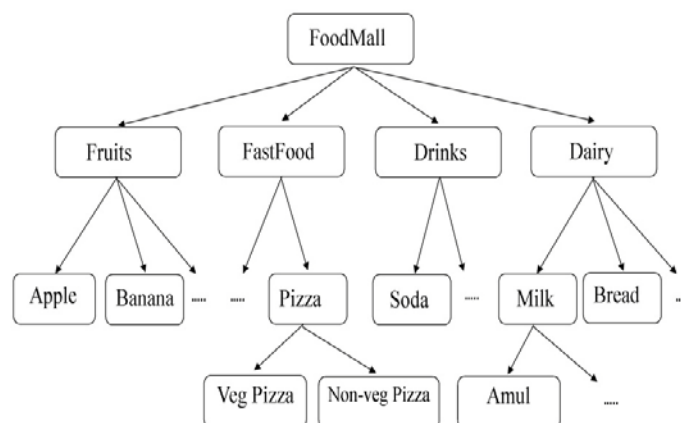 FoodMall
Fruits FastFood Drinks Dairy
Apple Banana ..... ..... Pizza Soda ..... Milk Bread ..
Veg Pizza Non-veg Pizza Amul .....